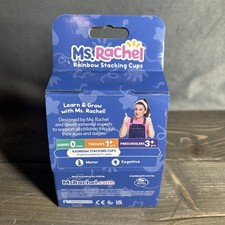 Ms. Rachel
Rainbow Stacking Cups
Learn & Grow
with Ms. Rachel!
Designed by Ms. Rachel
and developmental experts
to support all children through
their ages and stages!
BABIES 0
TODDLERS 1+
PRESCHOOLERS 3+
RAINBOW STACKING CUPS
Motor
Cognitive
MsRachel.com